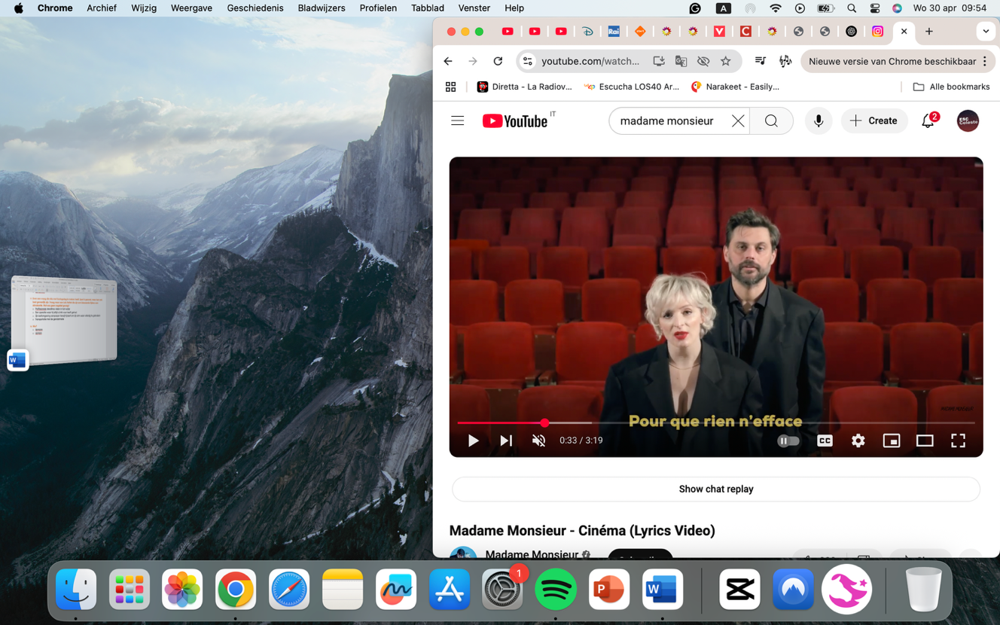 Chrome Archief Wijzig Weergave Geschiedenis Bladwijzers Profielen Tabblad Venster Help A Wo 30 apr 09:54
Rai
youtube.com/watch... Nieuwe versie van Chrome beschikbaar
Diretta - La Radiov... Escucha LOS40 Ar... Narakeet - Easily... Alle bookmarks
YouTube IT madame monsieur Create 2
ESC
Celeste
Pour que rien n'efface
0:33 / 3:19 CC
Show chat replay
Madame Monsieur - Cinéma (Lyrics Video)
Madame Monsieur
W
1
P W